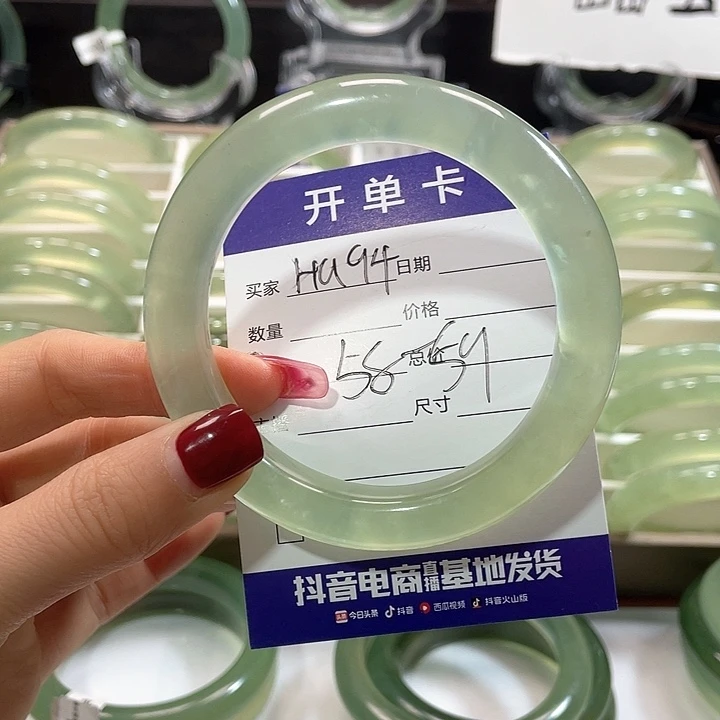 开单卡
买家 HU94 日期
数量 价格
58-59 总价
尺寸
抖音电商直播基地发货
今日头条 抖音 西瓜视频 抖音火山版